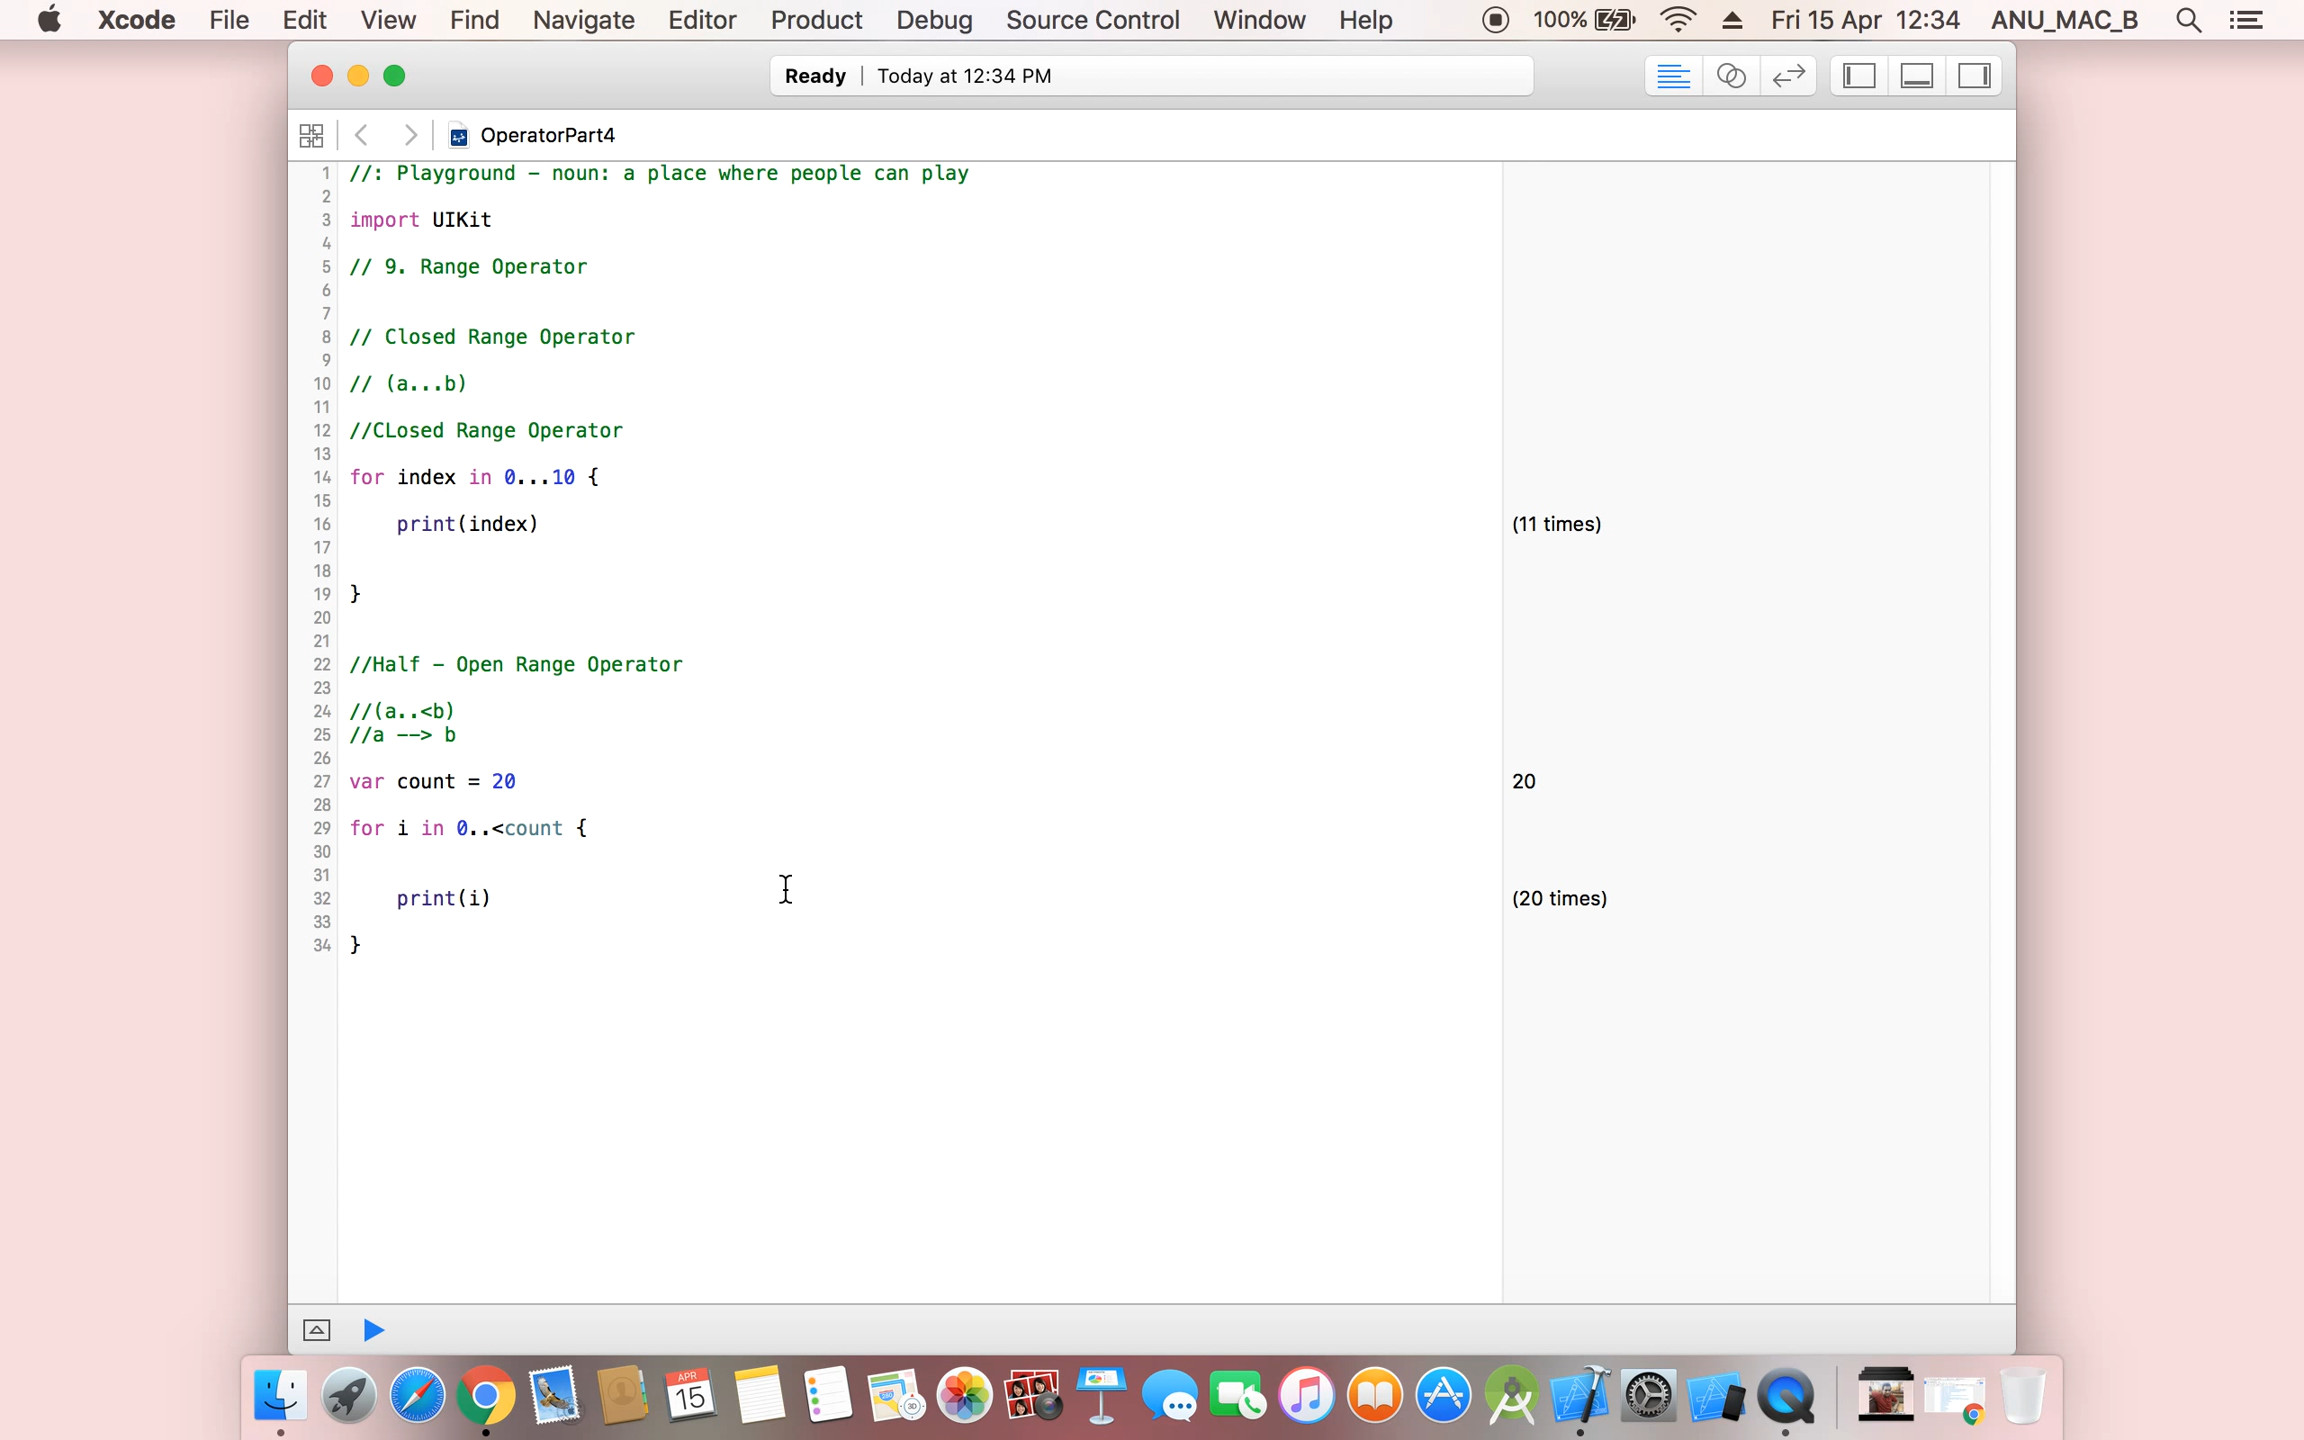 Xcode File Edit View Find Navigate Editor Product Debug Source Control Window Help 100% Fri 15 Apr 12:34 ANU_MAC_B
Ready | Today at 12:34 PM
OperatorPart4
1 //: Playground - noun: a place where people can play
2
3 import UIKit
4
5 // 9. Range Operator
6
7
8 // Closed Range Operator
9
10 // (a...b)
11
12 //CLosed Range Operator
13
14 for index in 0...10 {
15
16 print(index) (11 times)
17
18
19 }
20
21
22 //Half - Open Range Operator
23
24 //(a..<b)
25 //a --> b
26
27 var count = 20 20
28
29 for i in 0..<count {
30
31
32 print(i) (20 times)
33
34 }
APR
15